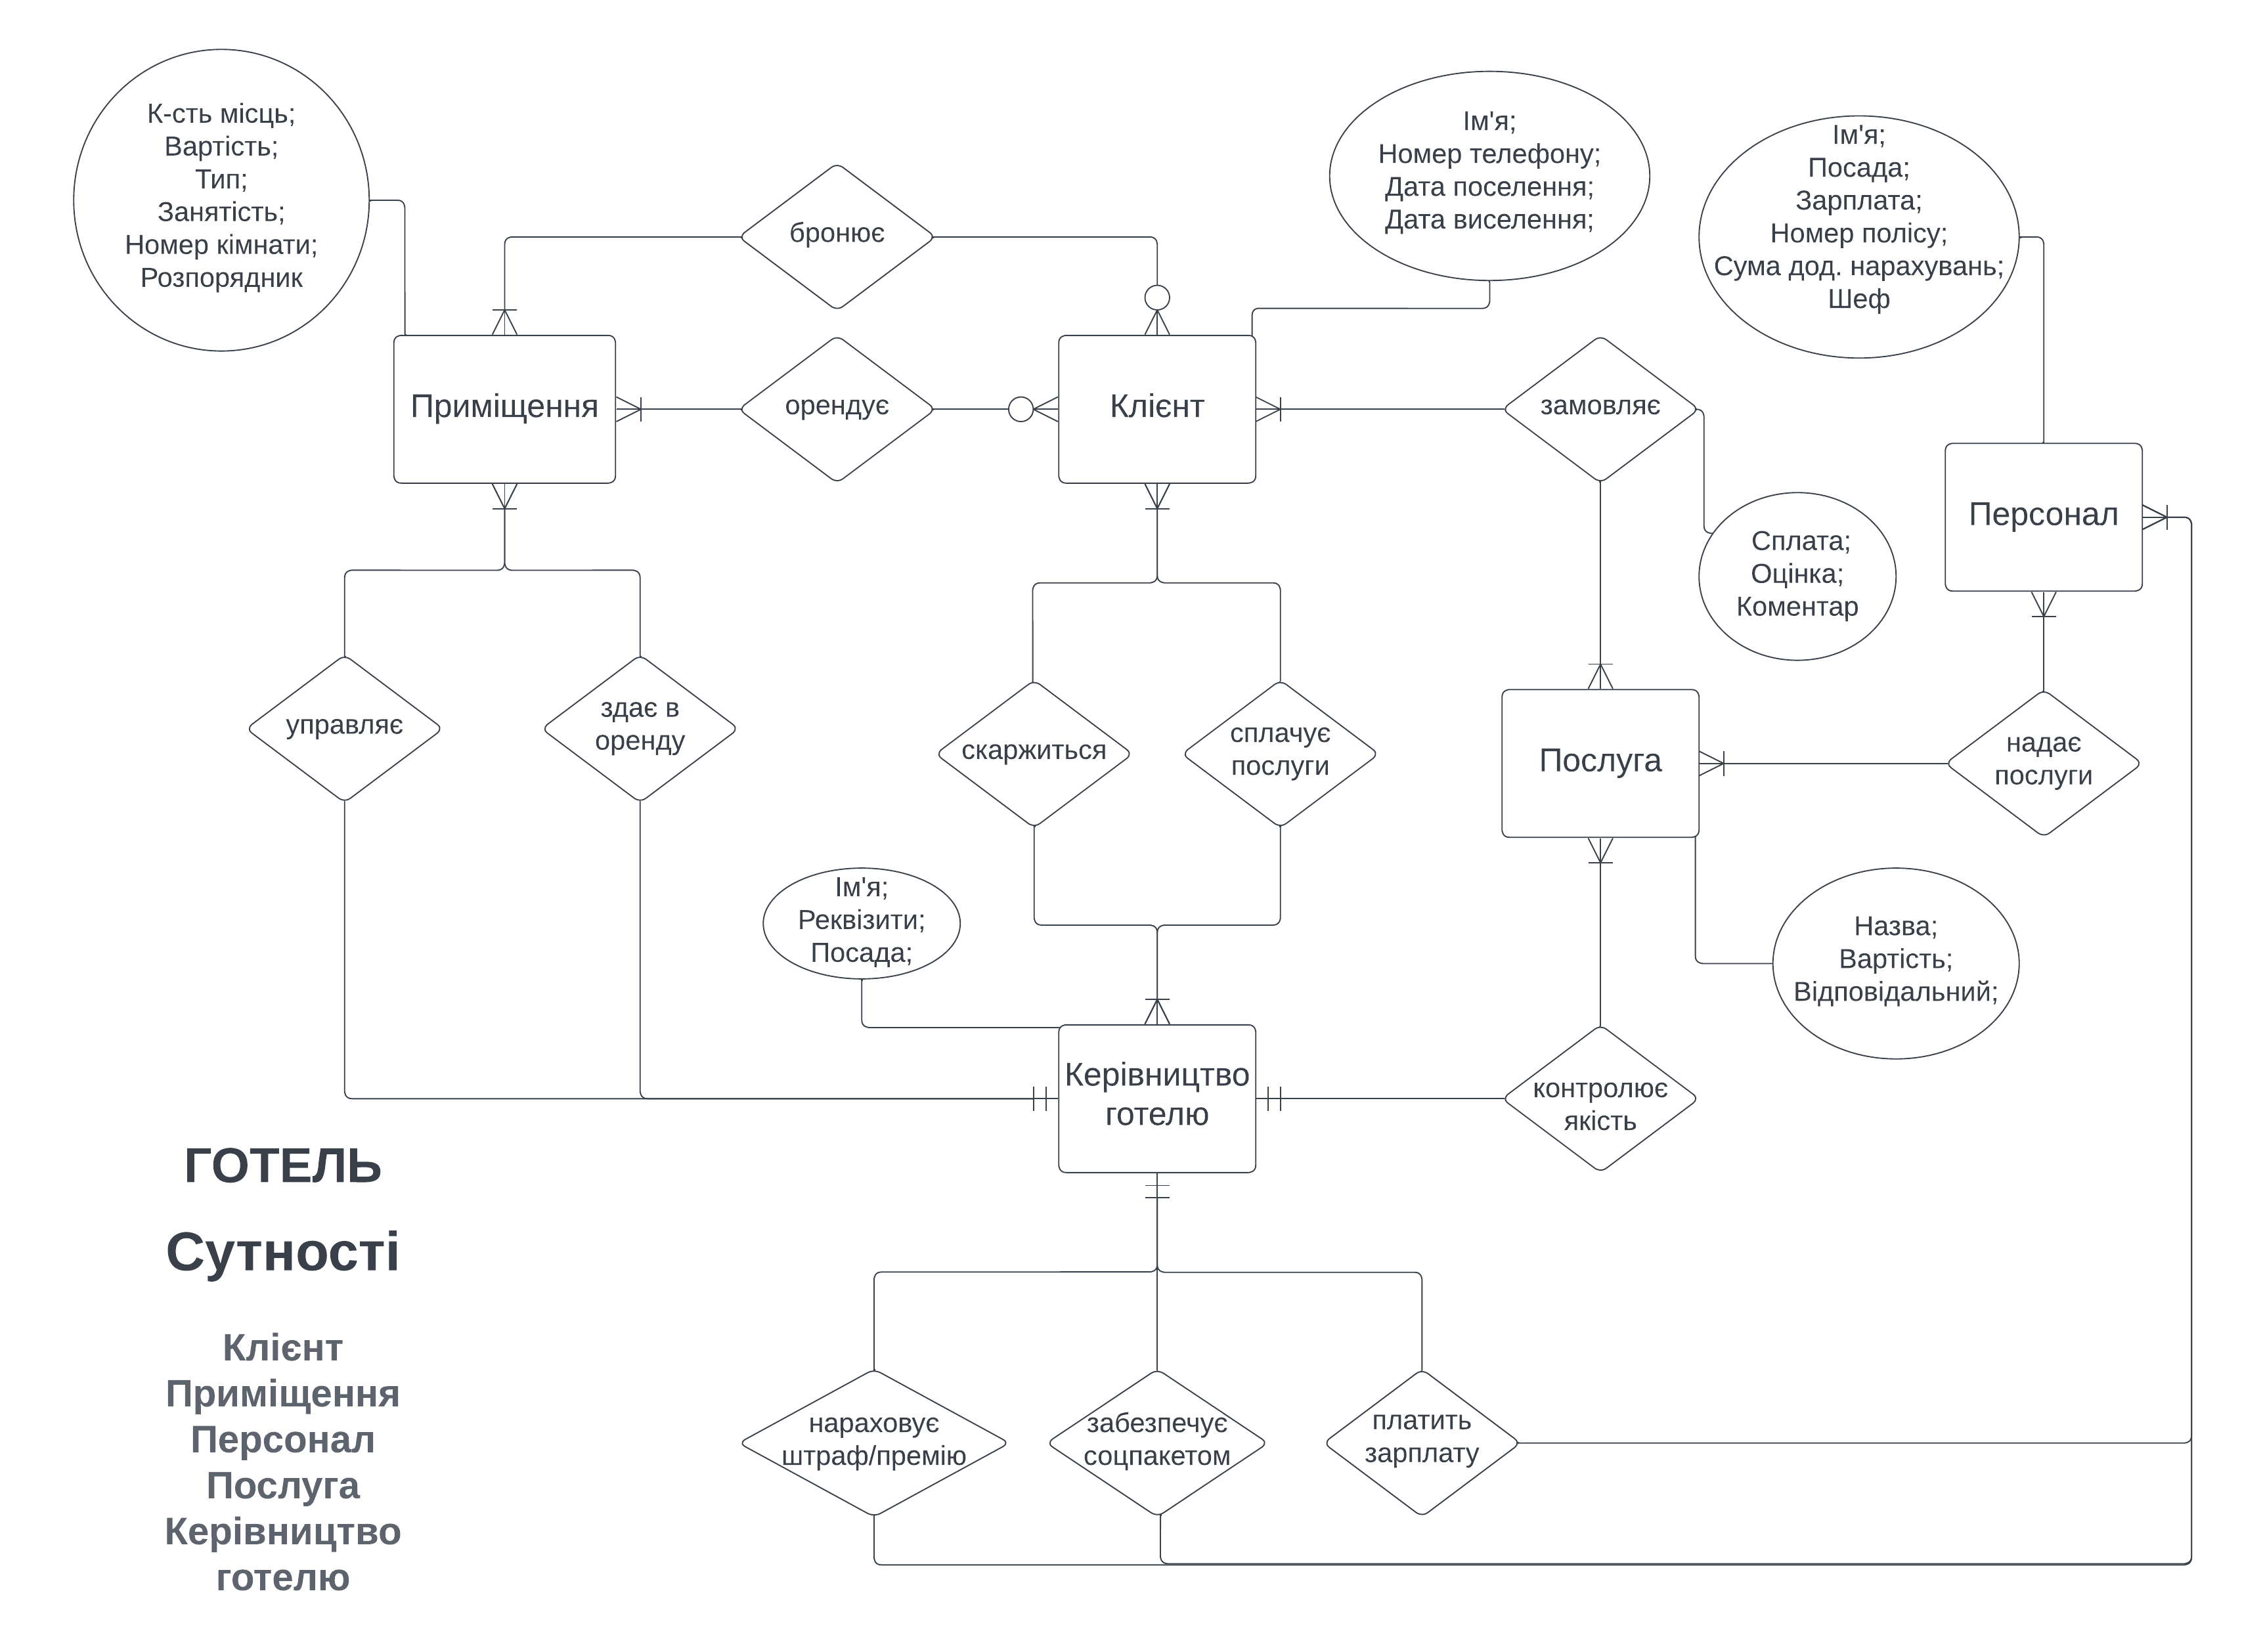 К-сть місць;
Вартість;
Тип;
Занятість;
Номер кімнати;
Розпорядник
бронює
Ім'я;
Номер телефону;
Дата поселення;
Дата виселення;
Ім'я;
Посада;
Зарплата;
Номер полісу;
Сума дод. нарахувань;
Шеф
Приміщення
орендує
Клієнт
замовляє
Персонал
Сплата;
Оцінка;
Коментар
управляє
здає в
оренду
скаржиться
сплачує
послуги
Послуга
надає
послуги
Ім'я;
Реквізити;
Посада;
Назва;
Вартість;
Відповідальний;
Керівництво
готелю
контролює
якість
ГОТЕЛЬ
Сутності
Клієнт
Приміщення
Персонал
Послуга
Керівництво
готелю
нараховує
штраф/премію
забезпечує
соцпакетом
платить
зарплату